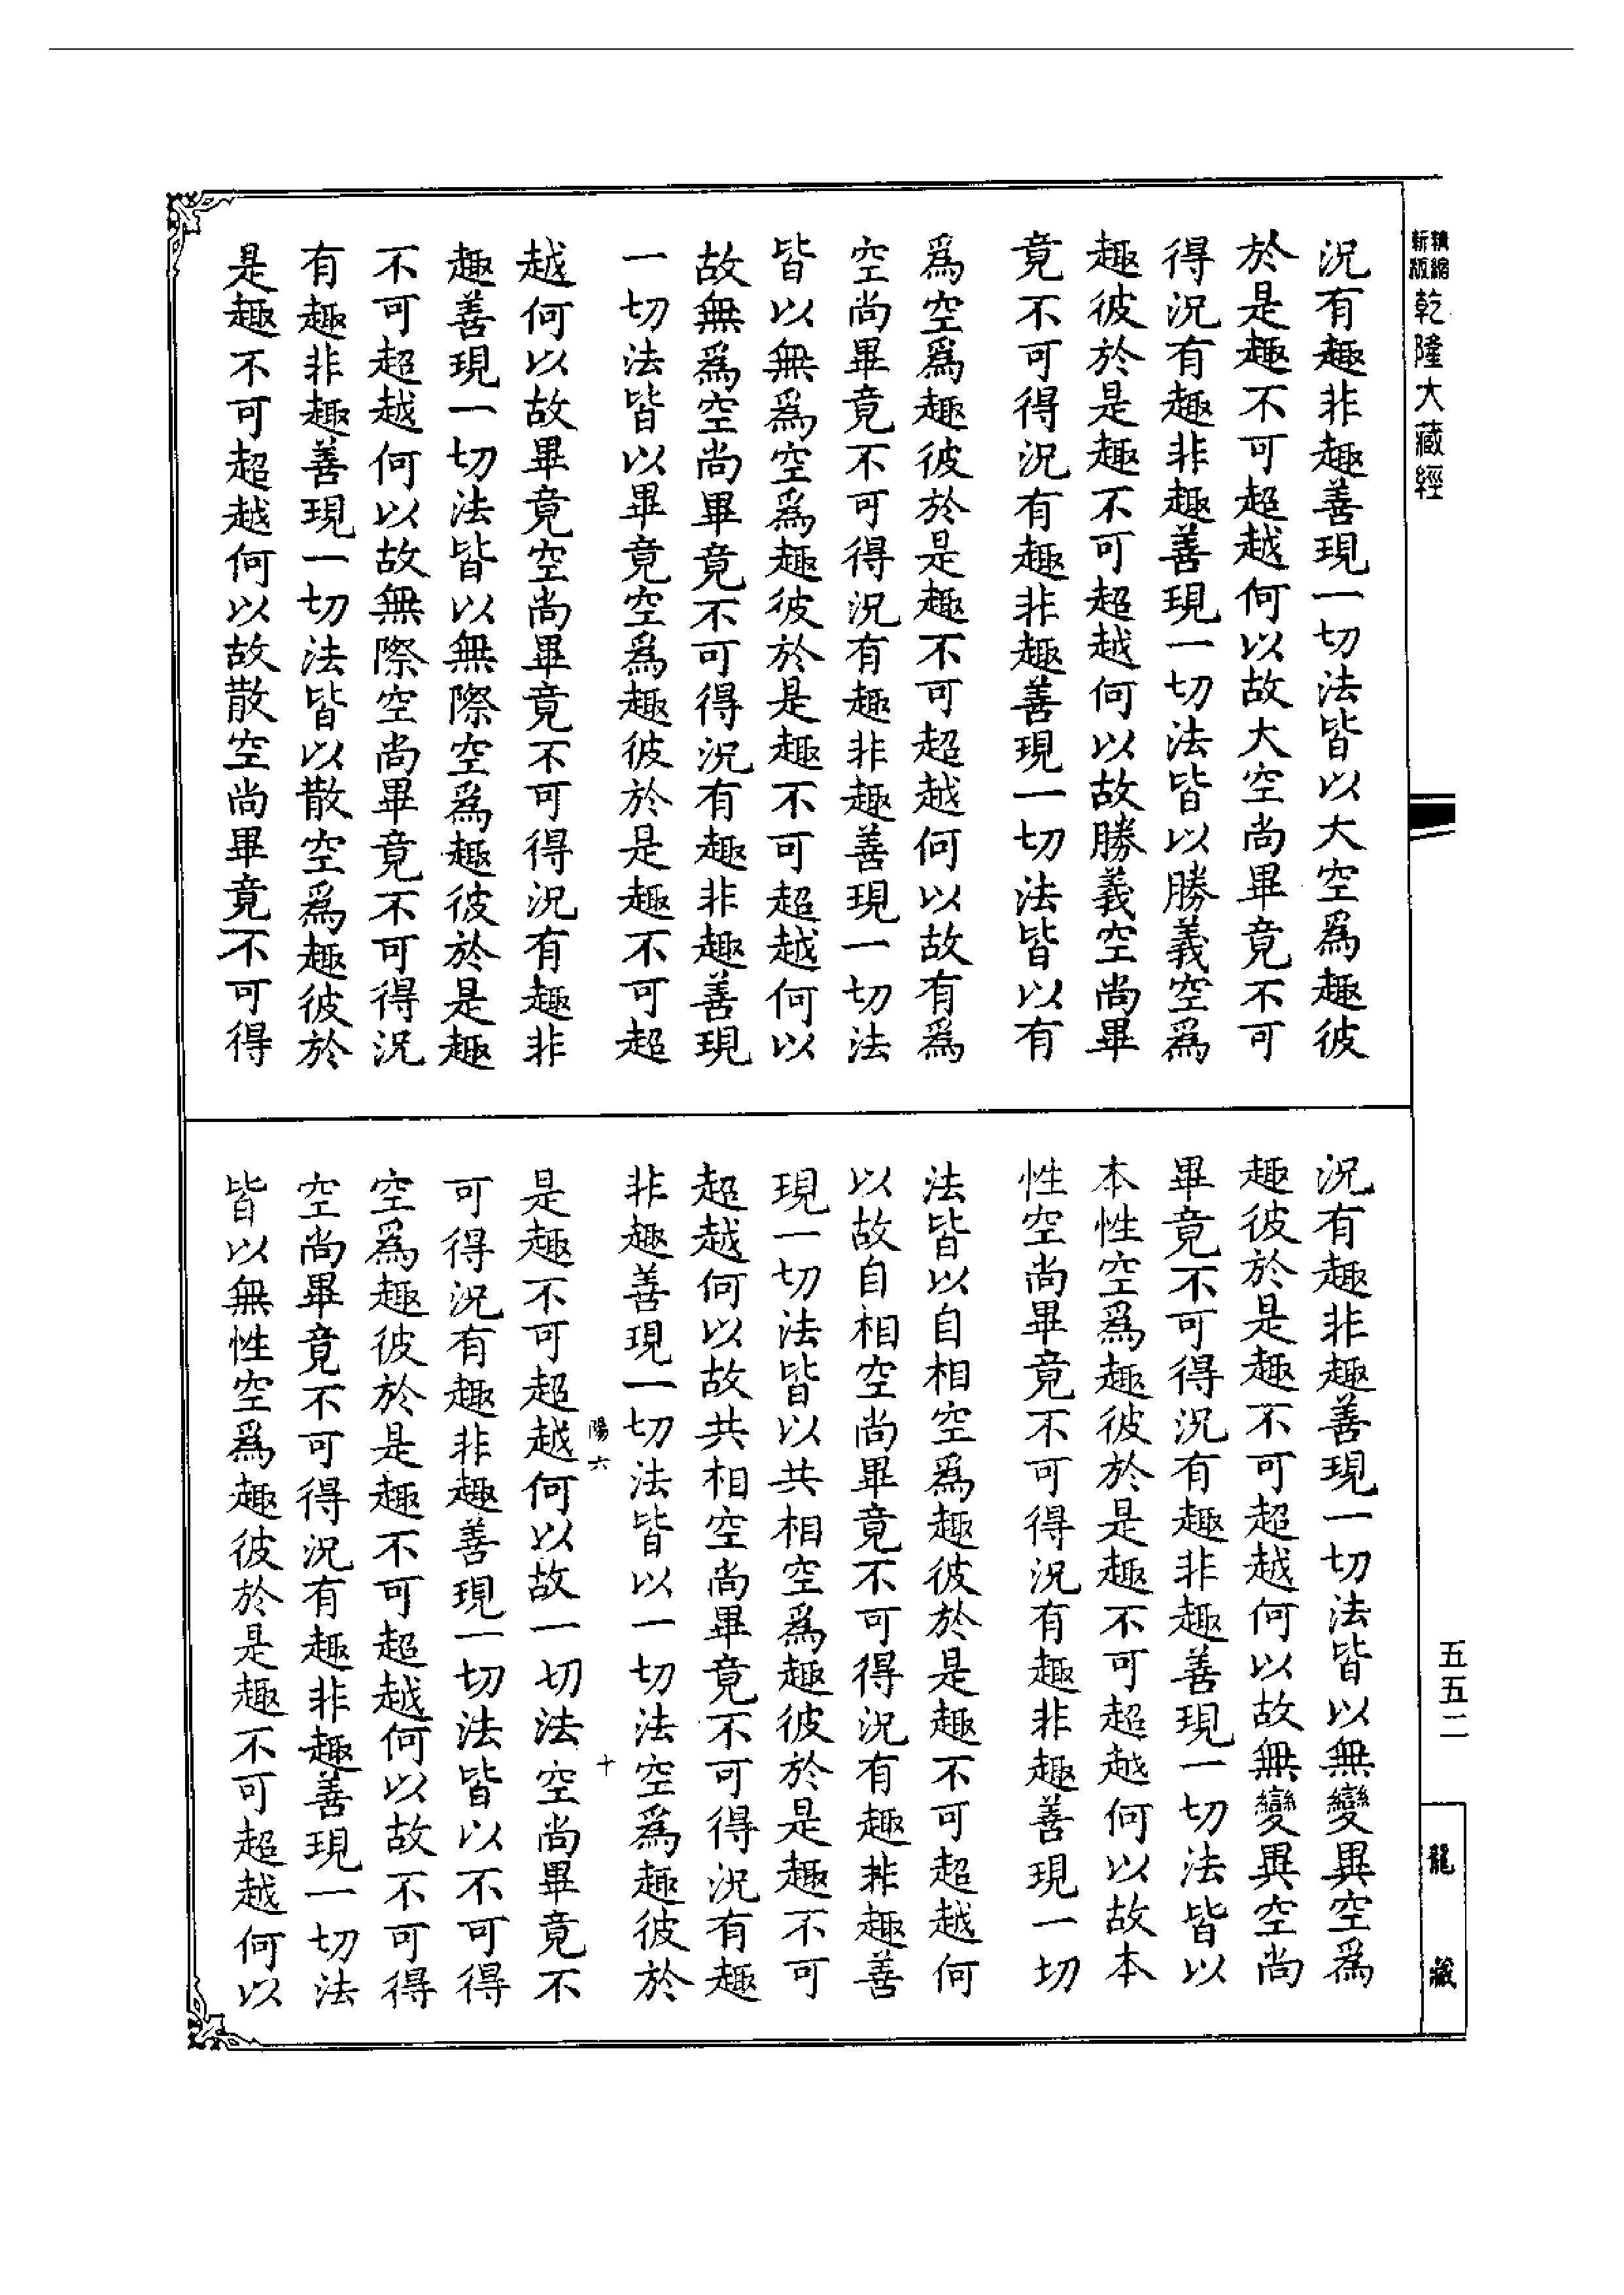 精縮新版乾隆大藏經
況有趣非趣善現一切法皆以大空爲趣彼
於是趣不可超越何以故大空尚畢竟不可
得況有趣非趣善現一切法皆以勝義空爲
趣彼於是趣不可超越何以故勝義空尚畢
竟不可得況有趣非趣善現一切法皆以有
爲空爲趣彼於是趣不可超越何以故有爲
空尚畢竟不可得況有趣非趣善現一切法
皆以無爲空爲趣彼於是趣不可超越何以
故無爲空尚畢竟不可得況有趣非趣善現
一切法皆以畢竟空爲趣彼於是趣不可超
越何以故畢竟空尚畢竟不可得況有趣非
趣善現一切法皆以無際空爲趣彼於是趣
不可超越何以故無際空尚畢竟不可得況
有趣非趣善現一切法皆以散空爲趣彼於
是趣不可超越何以故散空尚畢竟不可得
況有趣非趣善現一切法皆以無變異空爲
趣彼於是趣不可超越何以故無變異空尚
畢竟不可得況有趣非趣善現一切法皆以
本性空爲趣彼於是趣不可超越何以故本
性空尚畢竟不可得況有趣非趣善現一切
法皆以自相空爲趣彼於是趣不可超越何
以故自相空尚畢竟不可得況有趣非趣善
現一切法皆以共相空爲趣彼於是趣不可
超越何以故共相空尚畢竟不可得況有趣
非趣善現一切法皆以一切法空爲趣彼於
陽六 十
是趣不可超越何以故一切法空尚畢竟不
可得況有趣非趣善現一切法皆以不可得
空爲趣彼於是趣不可超越何以故不可得
空尚畢竟不可得況有趣非趣善現一切法
皆以無性空爲趣彼於是趣不可超越何以
五五二
龍藏